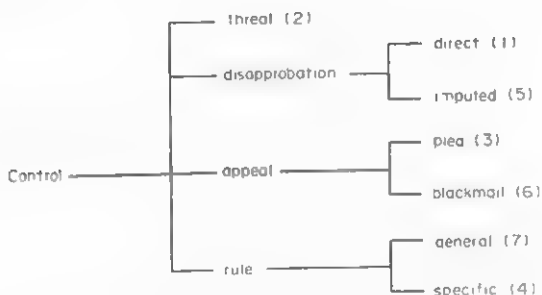 threat (2)
direct (1)
disapprobation
imputed (5)
plea (3)
Control
appeal
blackmail (6)
general (7)
rule
specific (4)